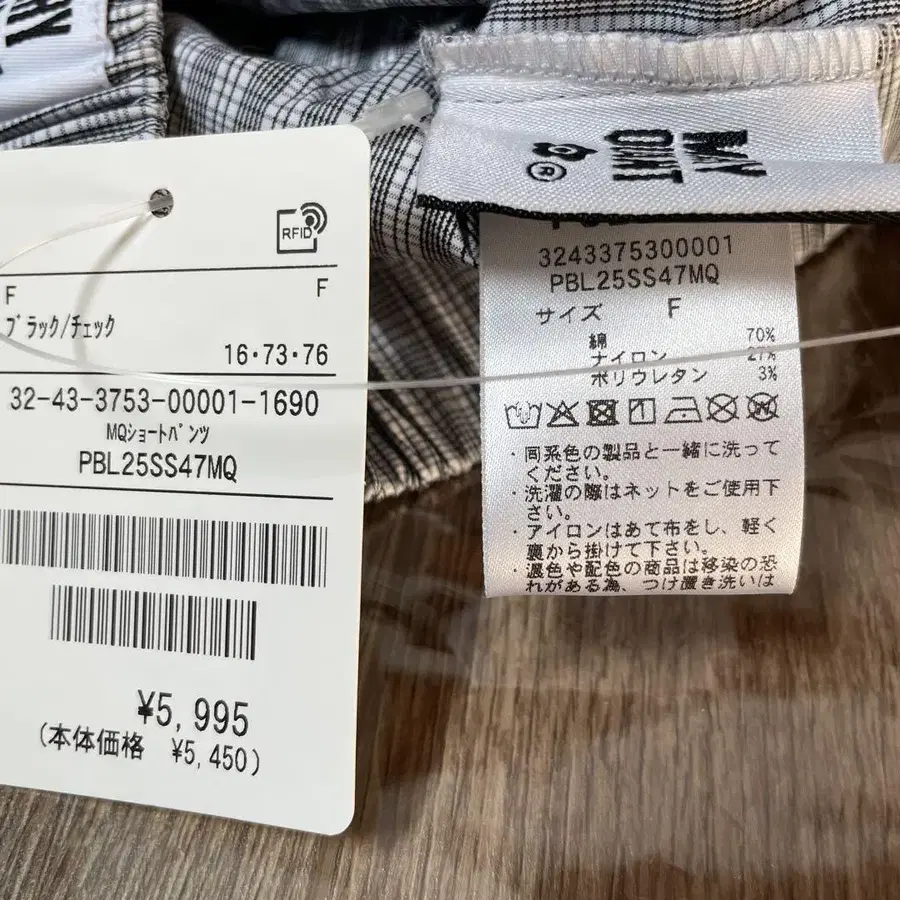 RFID
F F
ブラック/チェック
16・73・76
32-43-3753-00001-1690
MQショートパンツ
PBL25SS47MQ
¥5,995
(本体価格 ¥5,450)
MAY
®
3243375300001
PBL25SS47MQ
サイズ F
綿 70%
ナイロン 27%
ポリウレタン 3%
・同系色の製品と一緒に洗って
ください。
・洗濯の際はネットをご使用下
さい。
・アイロンはあて布をし、軽く
裏から掛けて下さい。
・濃色や配色の商品は移染の恐
れがある為、つけ置き洗いは